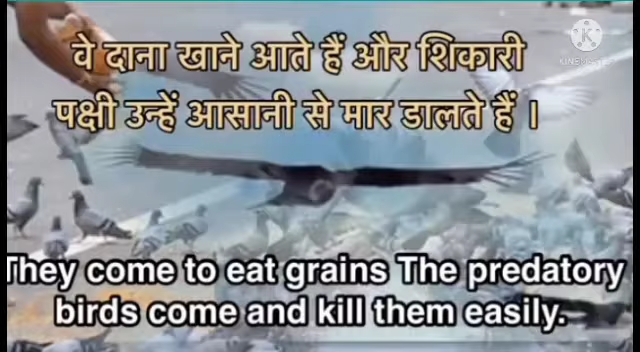 वे दाना खाने आते हैं और शिकारी
पक्षी उन्हें आसानी से मार डालते हैं ।
KINEMASTER
They come to eat grains The predatory
birds come and kill them easily.